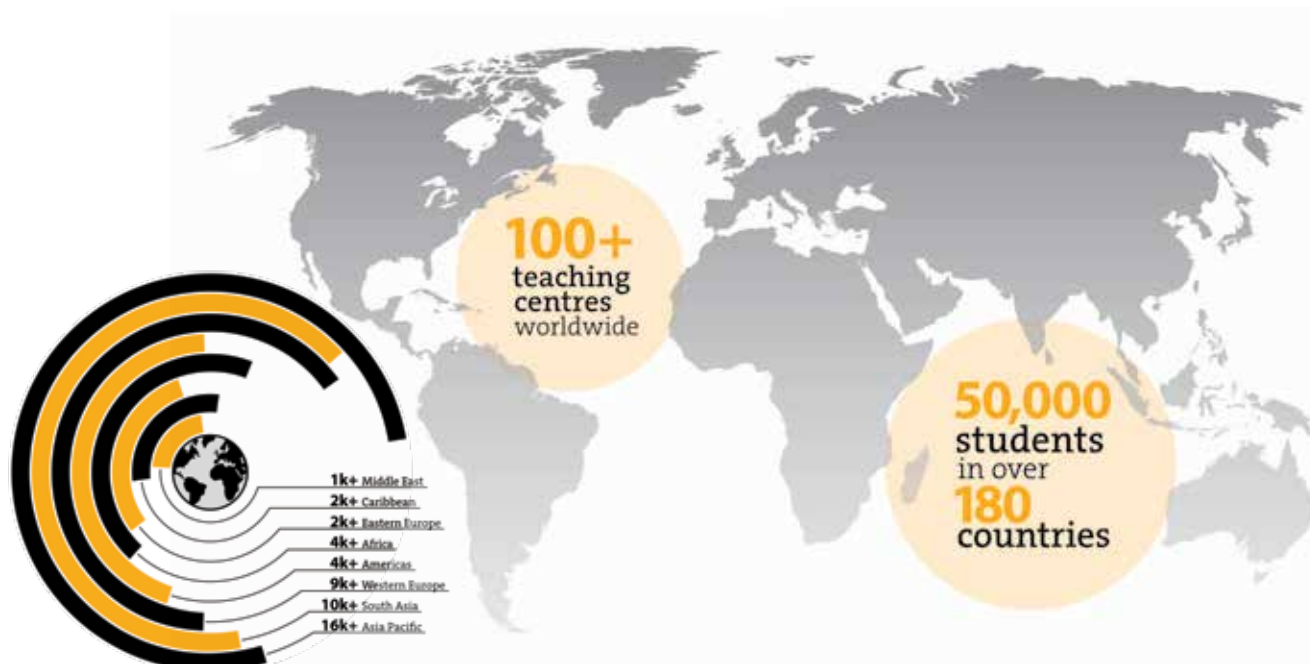 100+
teaching
centres
worldwide
50,000
students
in over
180
countries
1k+ Middle East
2k+ Caribbean
2k+ Eastern Europe
4k+ Africa
4k+ Americas
9k+ Western Europe
10k+ South Asia
16k+ Asia Pacific